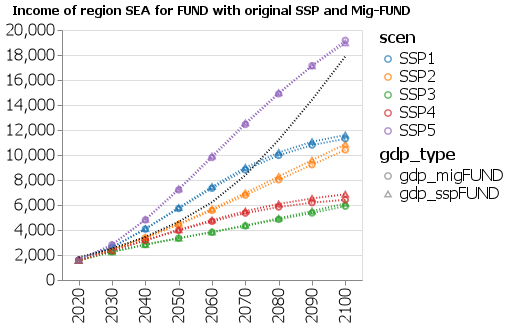 Income of region SEA for FUND with original SSP and Mig-FUND
20,000
18,000
16,000
14,000
12,000
10,000
8,000
6,000
4,000
2,000
0
2020
2030
2040
2050
2060
2070
2080
2090
2100
scen
SSP1
SSP2
SSP3
SSP4
SSP5
gdp_type
gdp_migFUND
gdp_sspFUND